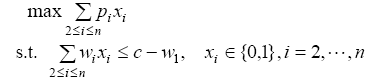 max ∑ p_i x_i
2≤i≤n
s.t. ∑ w_i x_i ≤ c − w_1, x_i ∈ {0,1}, i = 2, ⋯, n
2≤i≤n